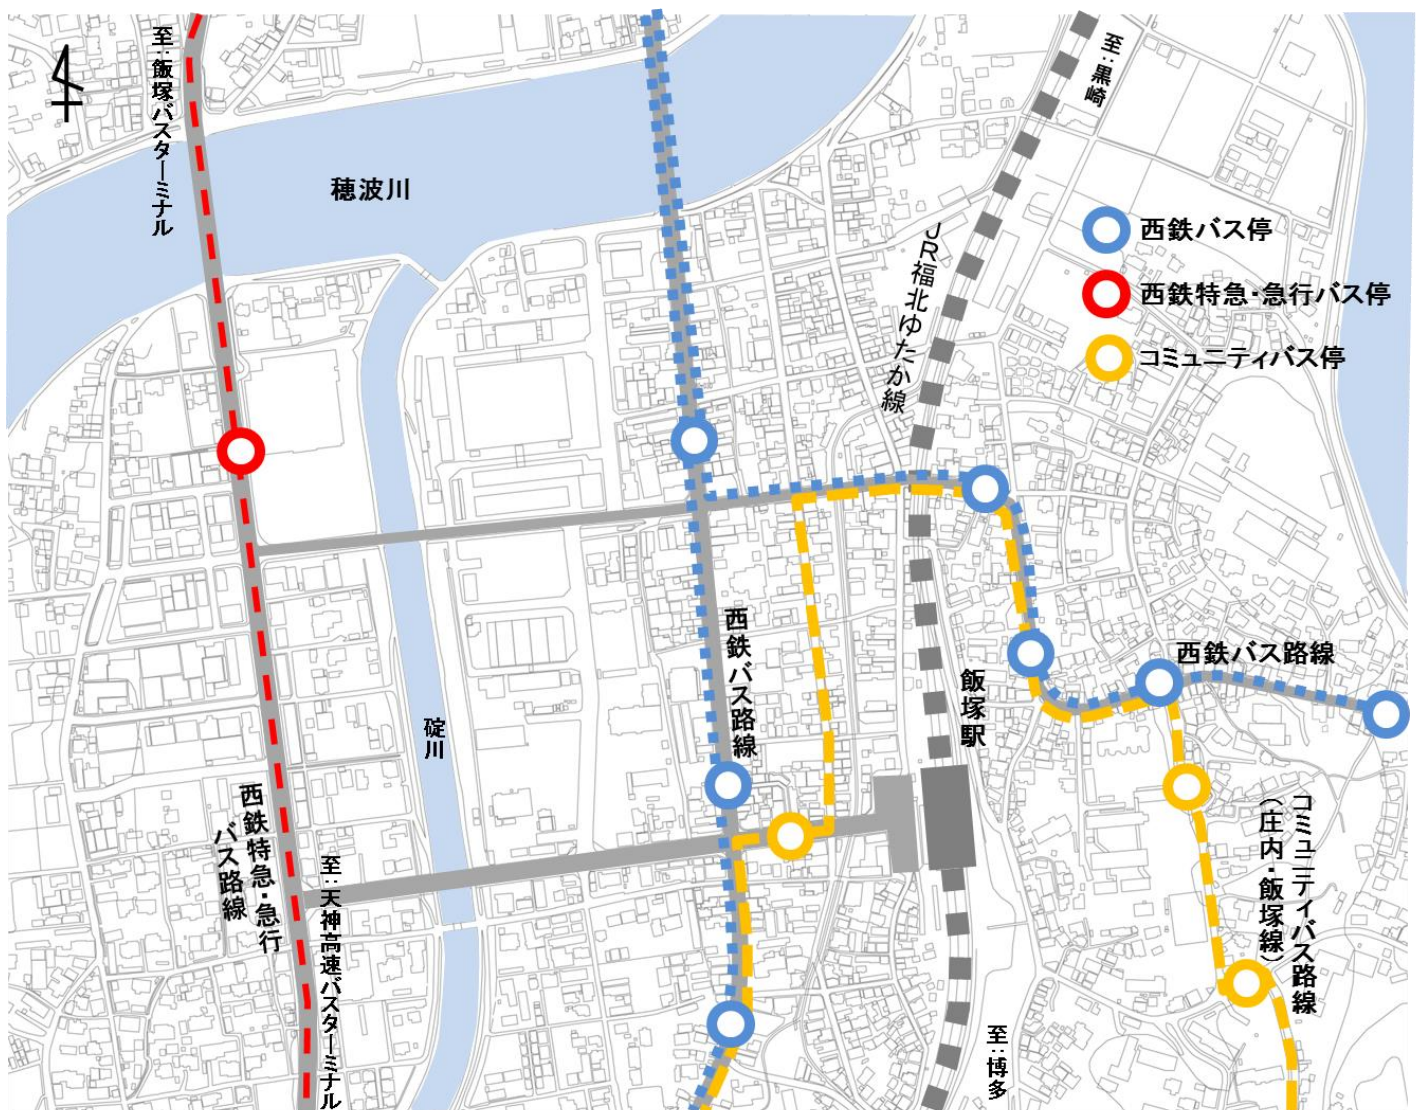 至：飯塚バスターミナル
穂波川
至：黒崎
JR福北ゆたか線
西鉄バス停
西鉄特急・急行バス停
コミュニティバス停
西鉄バス路線
飯塚駅
西鉄バス路線
碇川
西鉄特急・急行
バス路線
至：天神高速バスターミナル
コミュニティバス路線
（庄内・飯塚線）
至：博多